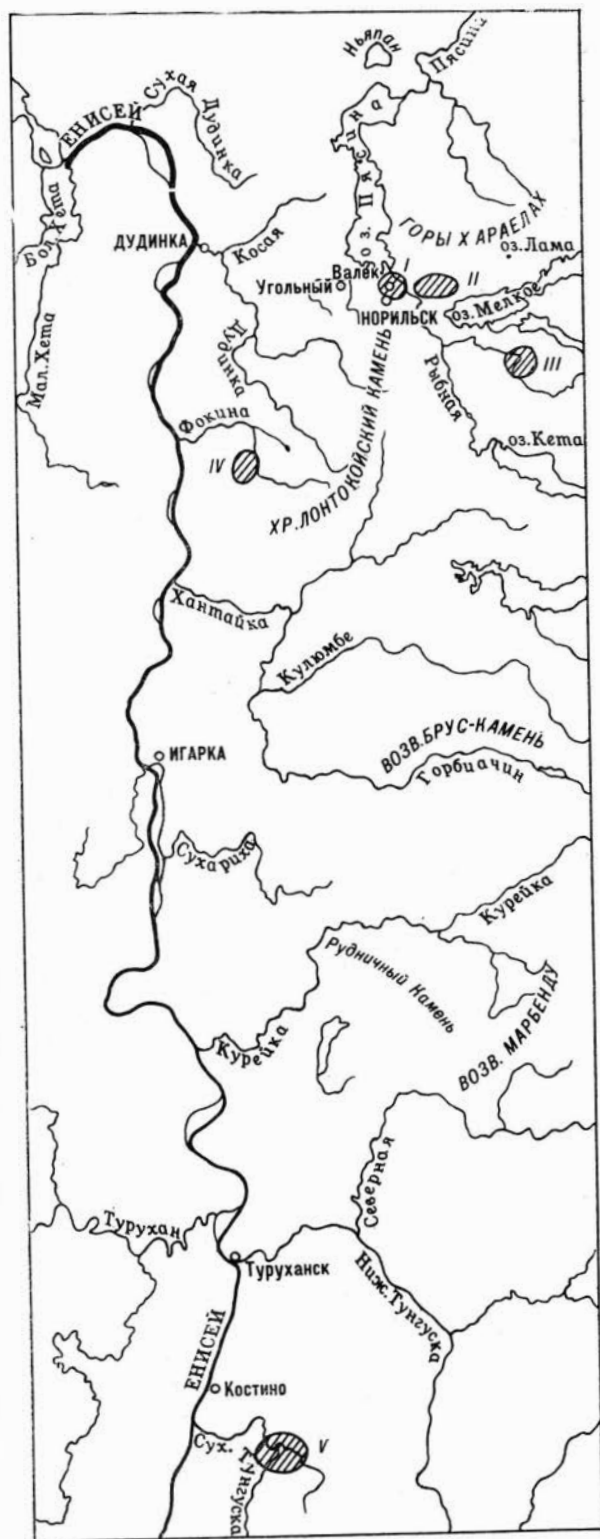 Ньяпан
Пясина
Сухая Дудинка
ЕНИСЕЙ
оз. Пясина
Бол. Хета
ГОРЫ ХАРАЕЛАХ
оз. Лама
ДУДИНКА
Косая
Валек
I
II
Угольный
оз. Мелкое
НОРИЛЬСК
Мал. Хета
Дудинка
Рыбная
III
Фокина
оз. Кета
IV
ХР. ЛОНТОКОЙСКИЙ КАМЕНЬ
Хантайка
Кулюмбе
ВОЗВ. БРУС-КАМЕНЬ
ИГАРКА
Горбиачин
Сухариха
Курейка
Рудничный Камень
Курейка
ВОЗВ. МАРБЕНДУ
Северная
Турухан
Туруханск
Ниж. Тунгуска
ЕНИСЕЙ
Костино
Сух. Тунгуска
V